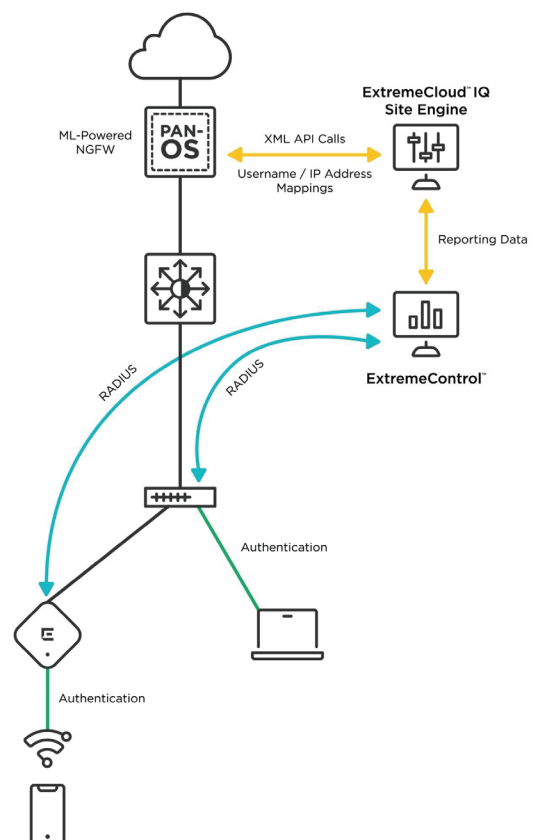 ExtremeCloud™ IQ
Site Engine
ML-Powered
NGFW
PAN-
OS
XML API Calls
Username / IP Address
Mappings
Reporting Data
RADIUS
RADIUS
ExtremeControl™
Authentication
E
Authentication